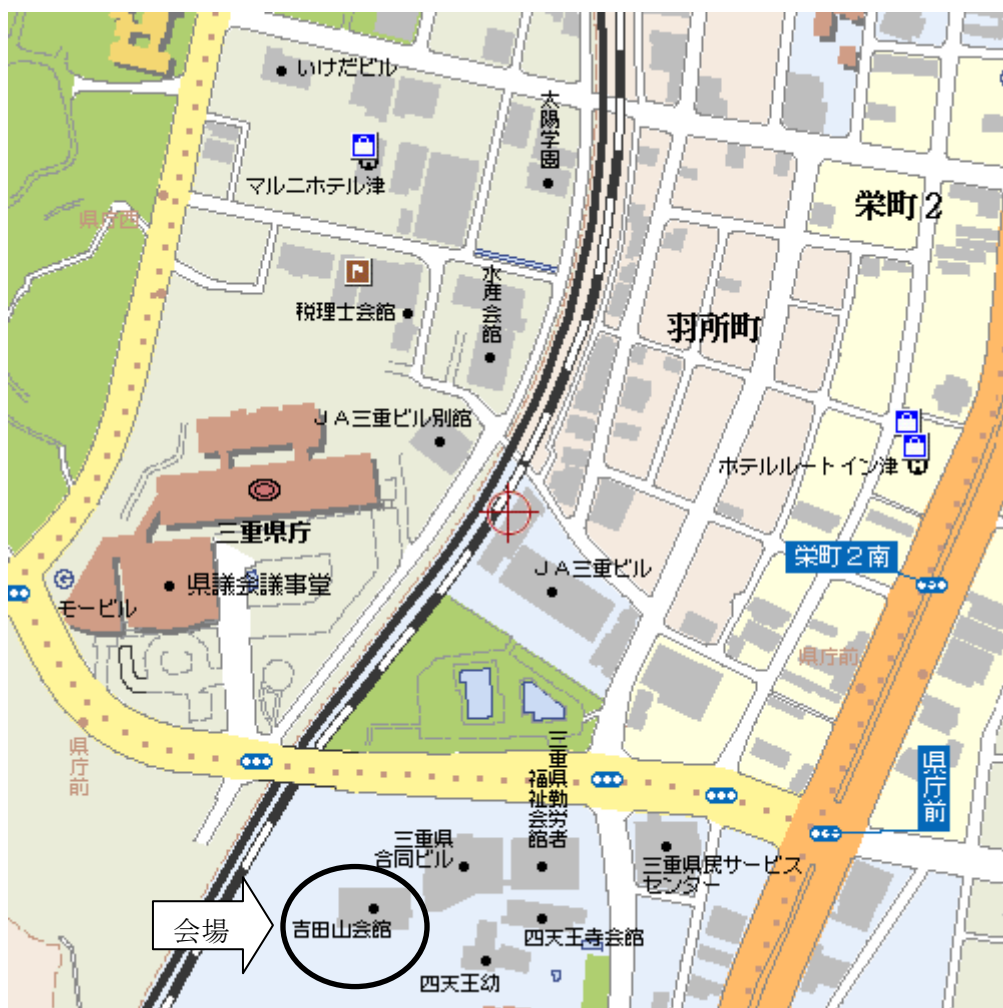 いけだビル
太陽学園
マルニホテル津
県庁西
栄町2
水産会館
税理士会館
羽所町
JA三重ビル別館
ホテルルートイン津
三重県庁
栄町2南
JA三重ビル
県議会議事堂
モービル
県庁前
県庁前
三重県勤労者
福祉会館
県庁前
三重県
合同ビル
三重県民サービス
センター
会場
吉田山会館
四天王寺会館
四天王幼